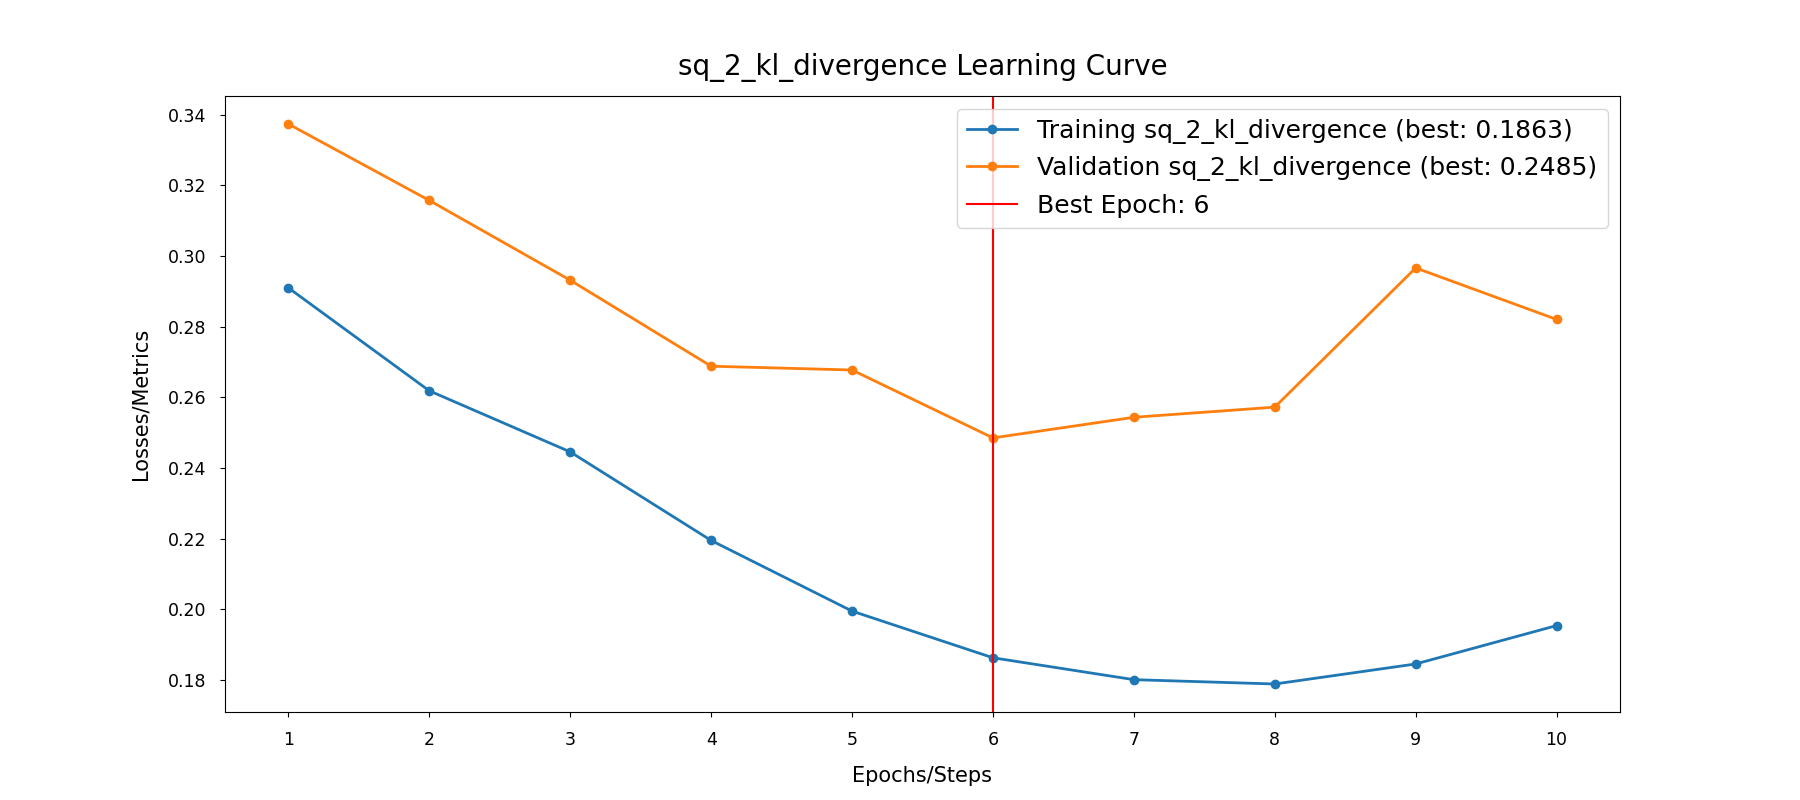 sq_2_kl_divergence Learning Curve
Training sq_2_kl_divergence (best: 0.1863)
Validation sq_2_kl_divergence (best: 0.2485)
Best Epoch: 6
Losses/Metrics
0.34
0.32
0.30
0.28
0.26
0.24
0.22
0.20
0.18
1 2 3 4 5 6 7 8 9 10
Epochs/Steps